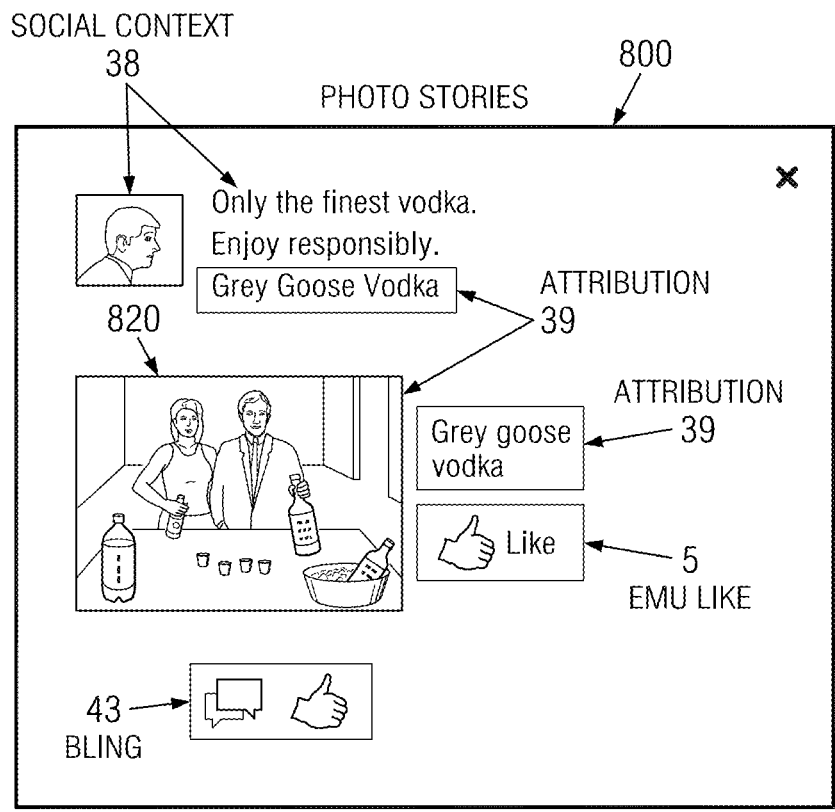 SOCIAL CONTEXT
38
800
PHOTO STORIES
Only the finest vodka.
Enjoy responsibly.
Grey Goose Vodka
ATTRIBUTION
39
820
ATTRIBUTION
39
Grey goose
vodka
Like
5
EMU LIKE
43
BLING